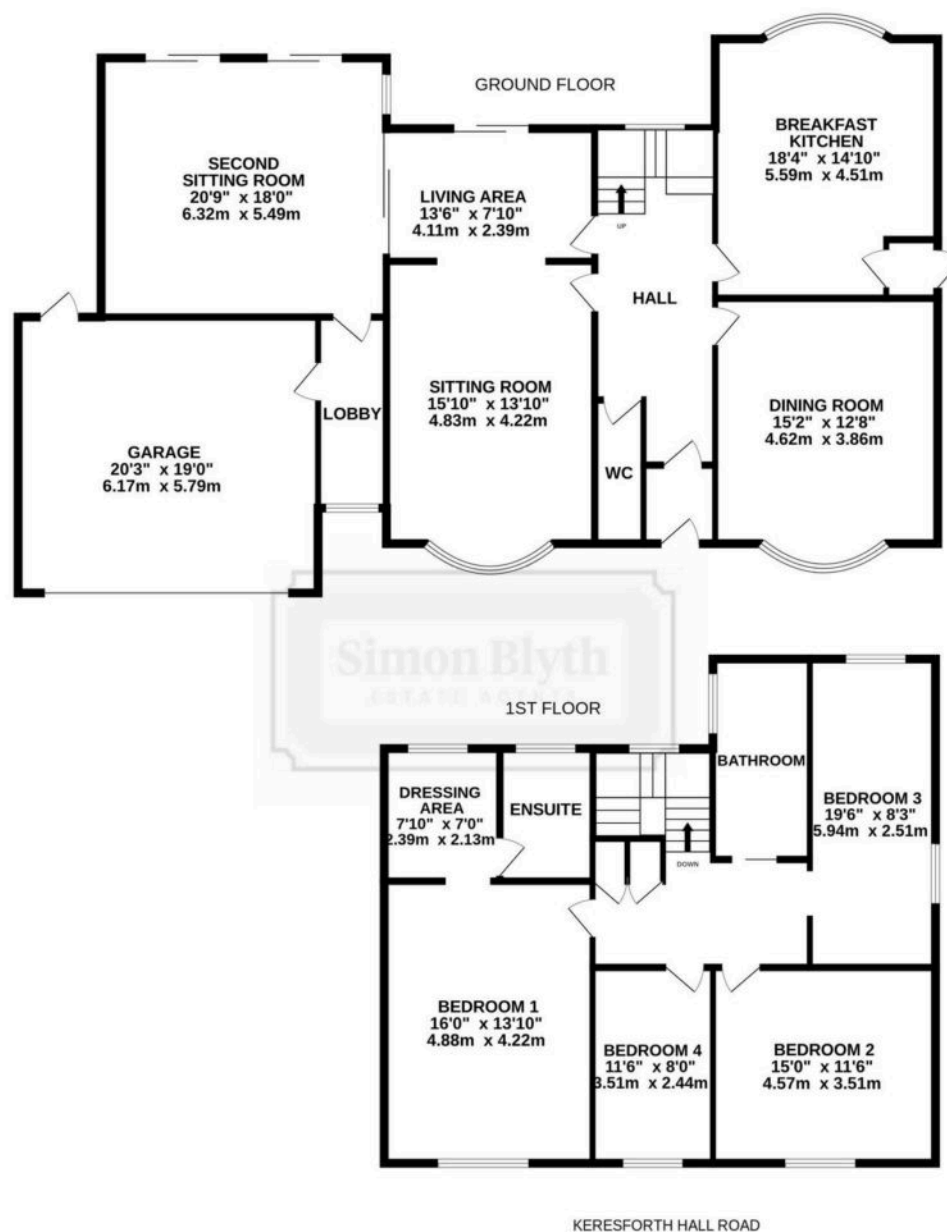 GROUND FLOOR
SECOND
SITTING ROOM
20'9" x 18'0"
6.32m x 5.49m
LIVING AREA
13'6" x 7'10"
4.11m x 2.39m
UP
BREAKFAST
KITCHEN
18'4" x 14'10"
5.59m x 4.51m
HALL
GARAGE
20'3" x 19'0"
6.17m x 5.79m
LOBBY
SITTING ROOM
15'10" x 13'10"
4.83m x 4.22m
WC
DINING ROOM
15'2" x 12'8"
4.62m x 3.86m
Simon Blyth
ESTATE AGENTS
1ST FLOOR
DRESSING
AREA
7'10" x 7'0"
2.39m x 2.13m
ENSUITE
DOWN
BATHROOM
BEDROOM 3
19'6" x 8'3"
5.94m x 2.51m
BEDROOM 1
16'0" x 13'10"
4.88m x 4.22m
BEDROOM 4
11'6" x 8'0"
3.51m x 2.44m
BEDROOM 2
15'0" x 11'6"
4.57m x 3.51m
KERESFORTH HALL ROAD